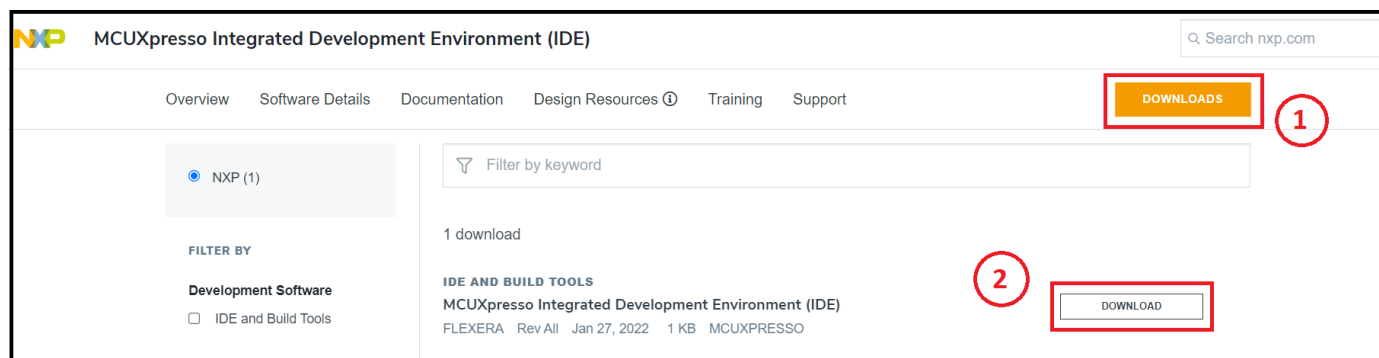 NXP MCUXpresso Integrated Development Environment (IDE) Search nxp.com
Overview Software Details Documentation Design Resources Training Support DOWNLOADS
1
NXP (1)
Filter by keyword
1 download
FILTER BY
Development Software
IDE and Build Tools
IDE AND BUILD TOOLS
MCUXpresso Integrated Development Environment (IDE)
FLEXERA Rev All Jan 27, 2022 1 KB MCUXPRESSO
2
DOWNLOAD